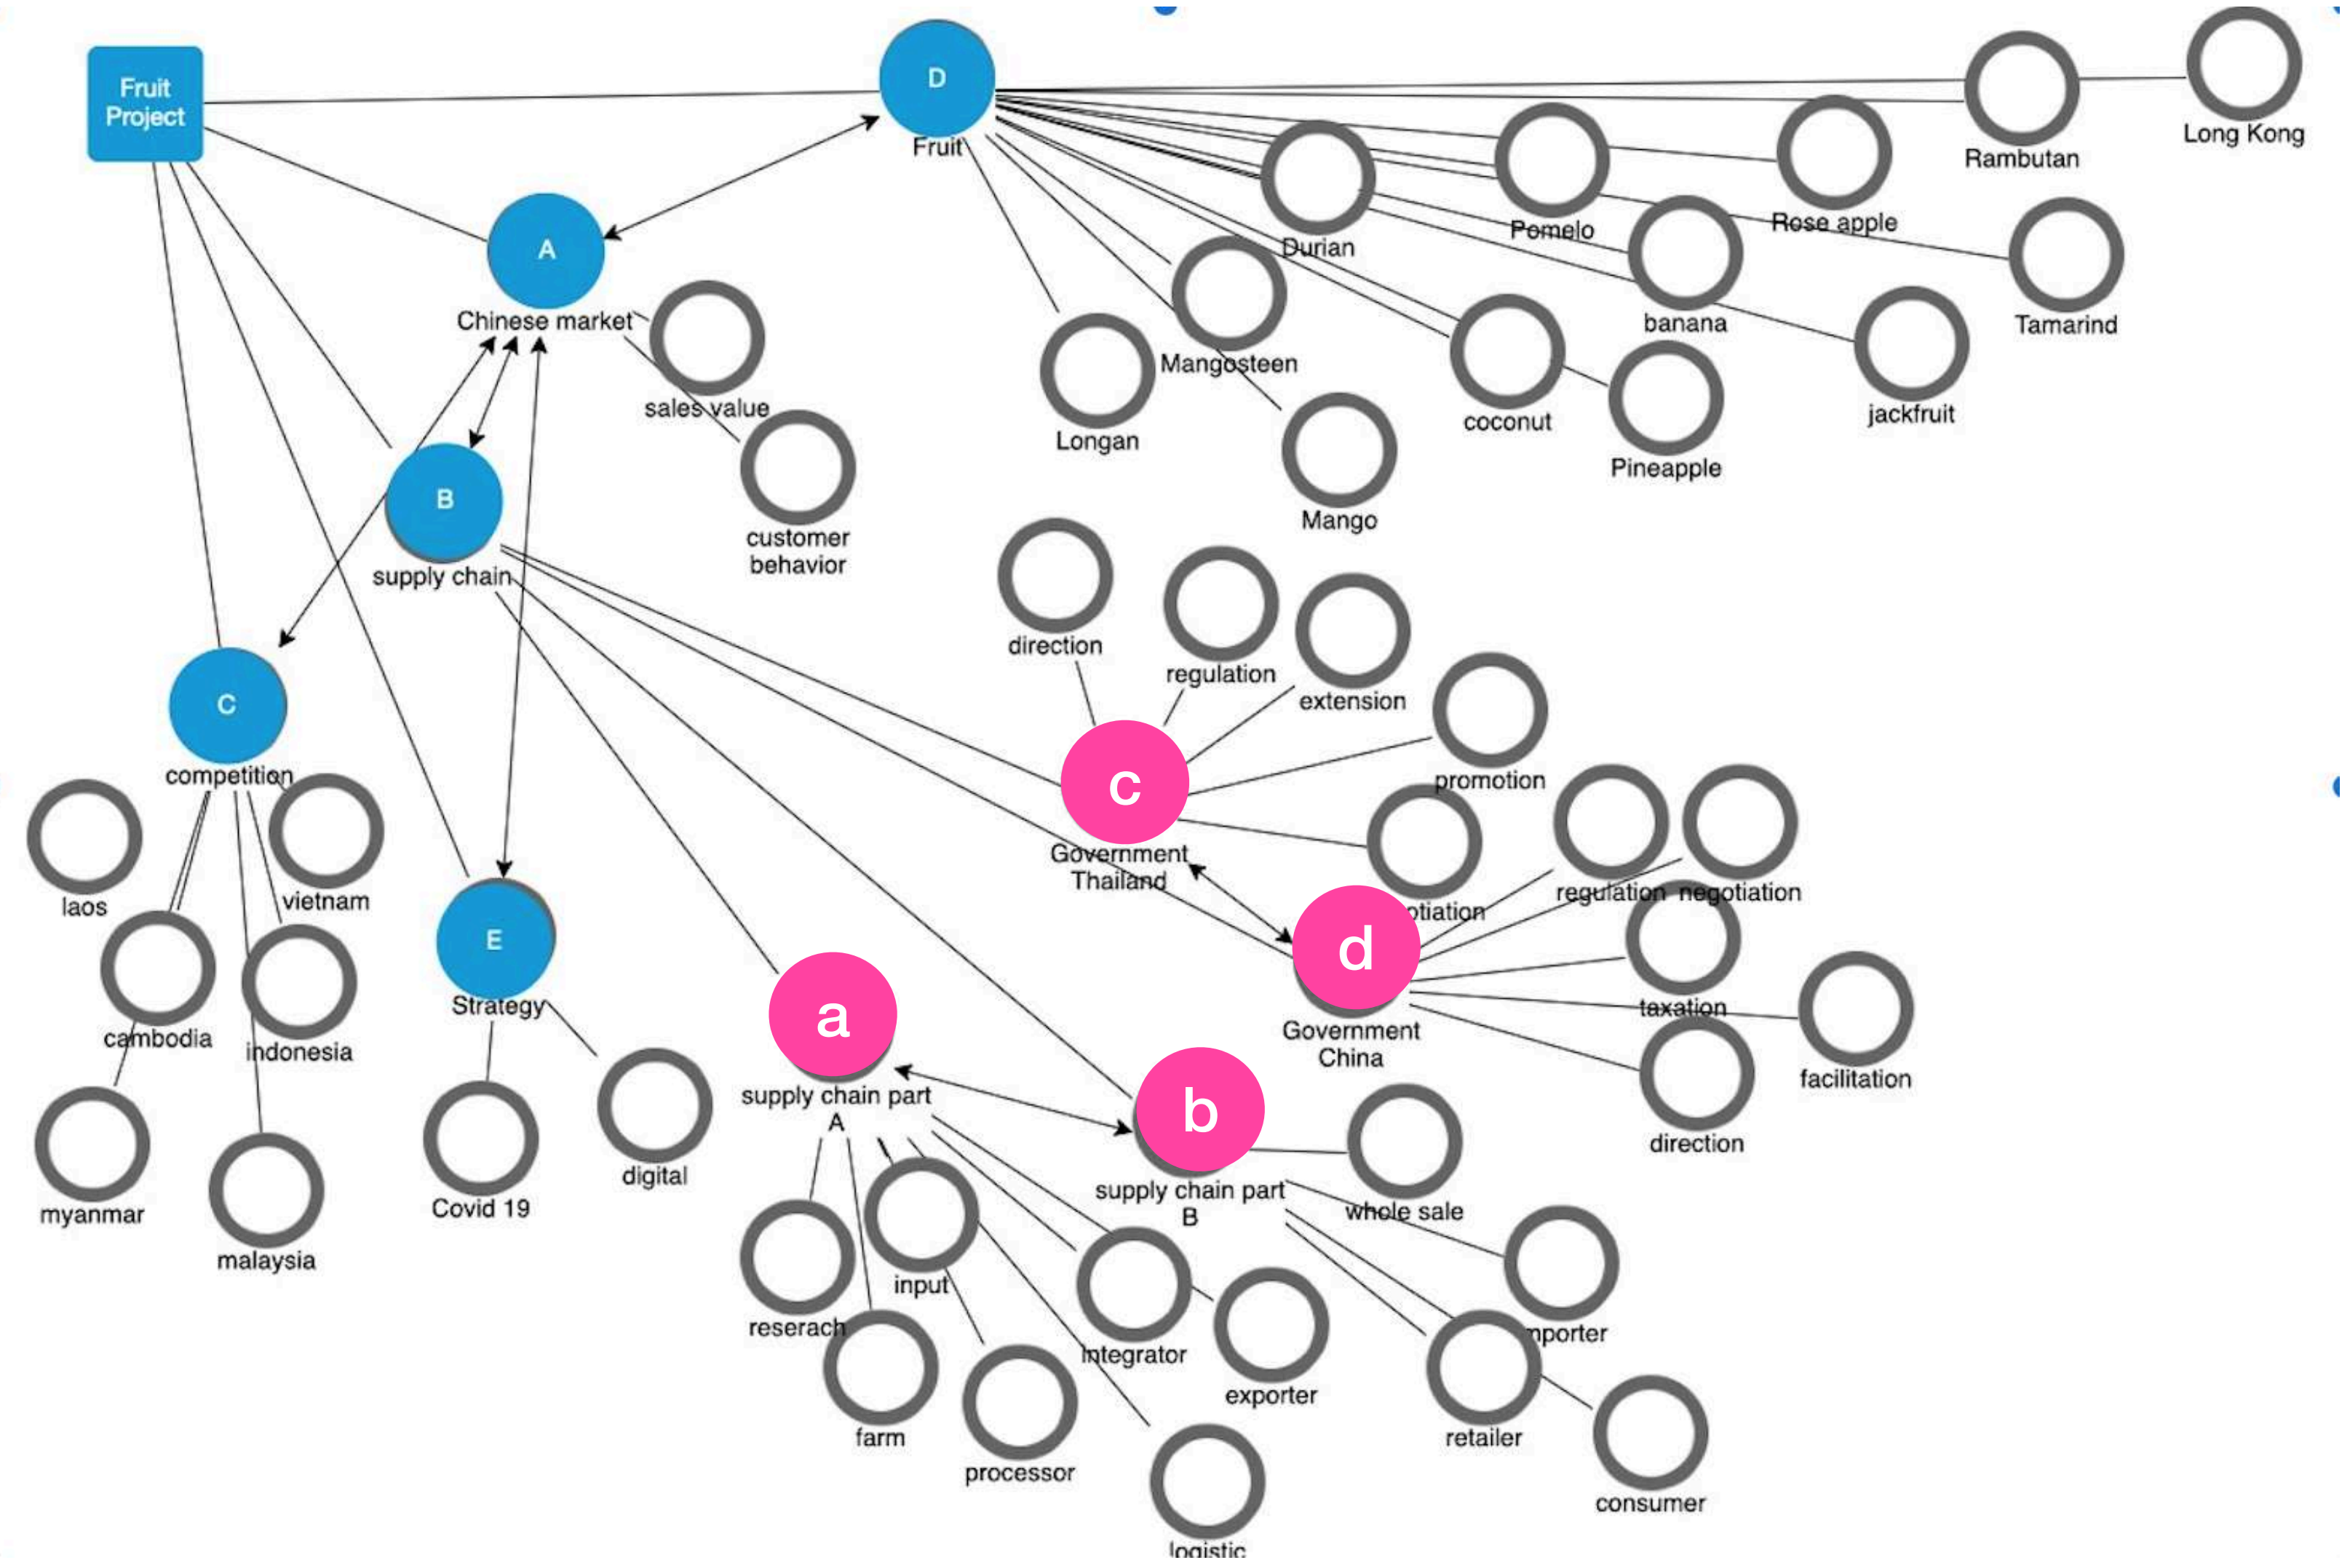 Fruit
Project
D
Fruit
Long Kong
Rambutan
Rose apple
Pomelo
Durian
Tamarind
banana
jackfruit
Mangosteen
coconut
Pineapple
Longan
Mango
A
Chinese market
sales value
customer
behavior
B
supply chain
direction
regulation
extension
promotion
c
Government
Thailand
otiation
C
competition
laos
vietnam
cambodia
indonesia
myanmar
malaysia
E
Strategy
Covid 19
digital
d
Government
China
regulation
negotiation
taxation
facilitation
direction
a
supply chain part
A
b
supply chain part
B
whole sale
mporter
retailer
consumer
reserach
input
farm
processor
Integrator
exporter
logistic